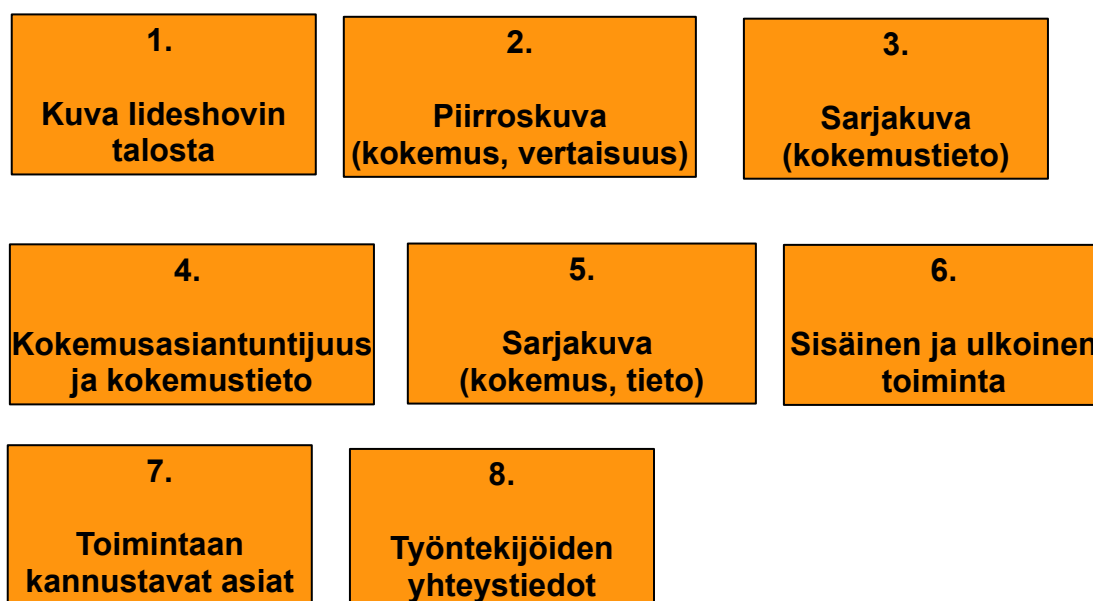 1.
Kuva Iideshovin
talosta
2.
Piirroskuva
(kokemus, vertaisuus)
3.
Sarjakuva
(kokemustieto)
4.
Kokemusasiantuntijuus
ja kokemustieto
5.
Sarjakuva
(kokemus, tieto)
6.
Sisäinen ja ulkoinen
toiminta
7.
Toimintaan
kannustavat asiat
8.
Työntekijöiden
yhteystiedot